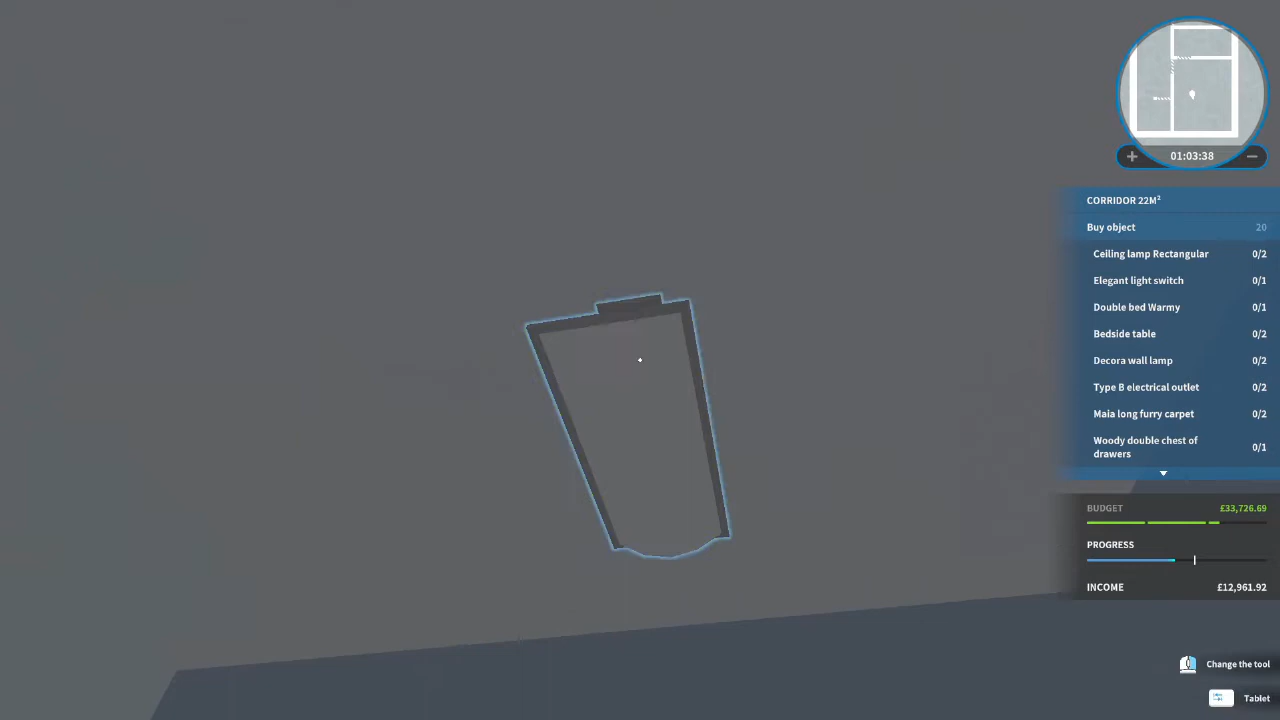 01:03:38
CORRIDOR 22M²
Buy object 20
Ceiling lamp Rectangular 0/2
Elegant light switch 0/1
Double bed Warmy 0/1
Bedside table 0/2
Decora wall lamp 0/2
Type B electrical outlet 0/2
Maia long furry carpet 0/2
Woody double chest of
drawers 0/1
BUDGET £33,726.69
PROGRESS
INCOME £12,961.92
Change the tool
Tablet